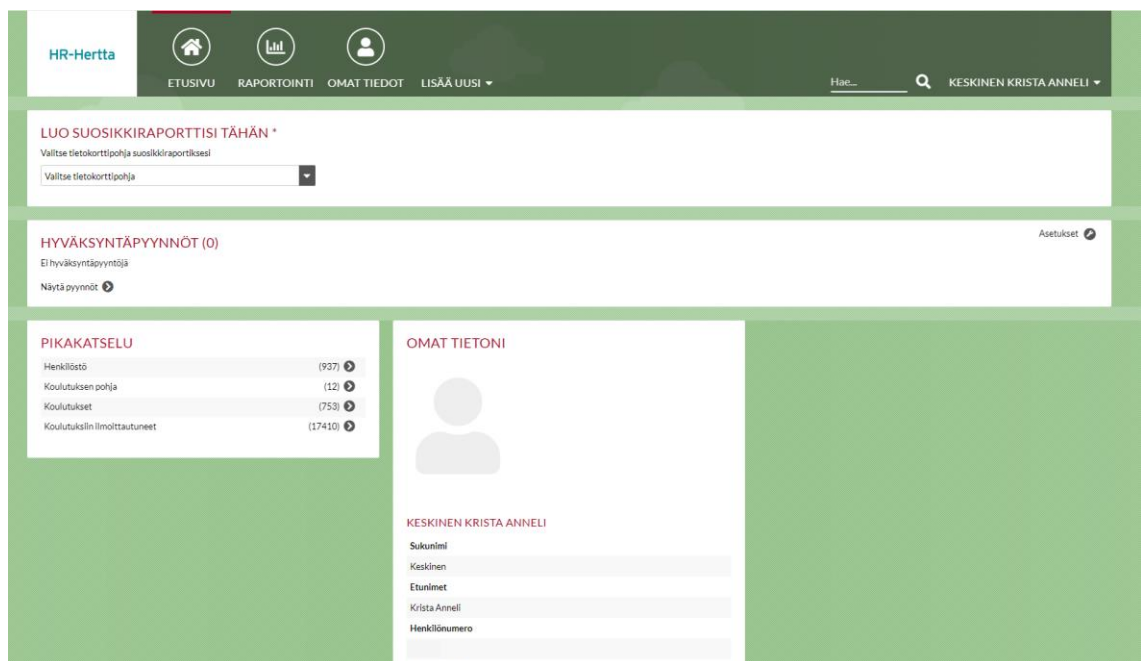 HR-Hertta
ETUSIVU
RAPORTOINTI
OMAT TIEDOT
LISÄÄ UUSI
Hae...
KESKINEN KRISTA ANNELI
LUO SUOSIKKIRAPORTTISI TÄHÄN *
Valitse tietokorttipohja suosikkiraportiksesi
Valitse tietokorttipohja
HYVÄKSYNTÄPYYNNÖT (0)
Asetukset
Ei hyväksyntäpyyntöjä
Näytä pyynnöt
PIKAKATSELU
Henkilöstö (937)
Koulutuksen pohja (12)
Koulutukset (753)
Koulutuksiin ilmoittautuneet (17410)
OMAT TIETONI
KESKINEN KRISTA ANNELI
Sukunimi
Keskinen
Etunimet
Krista Anneli
Henkilönumero